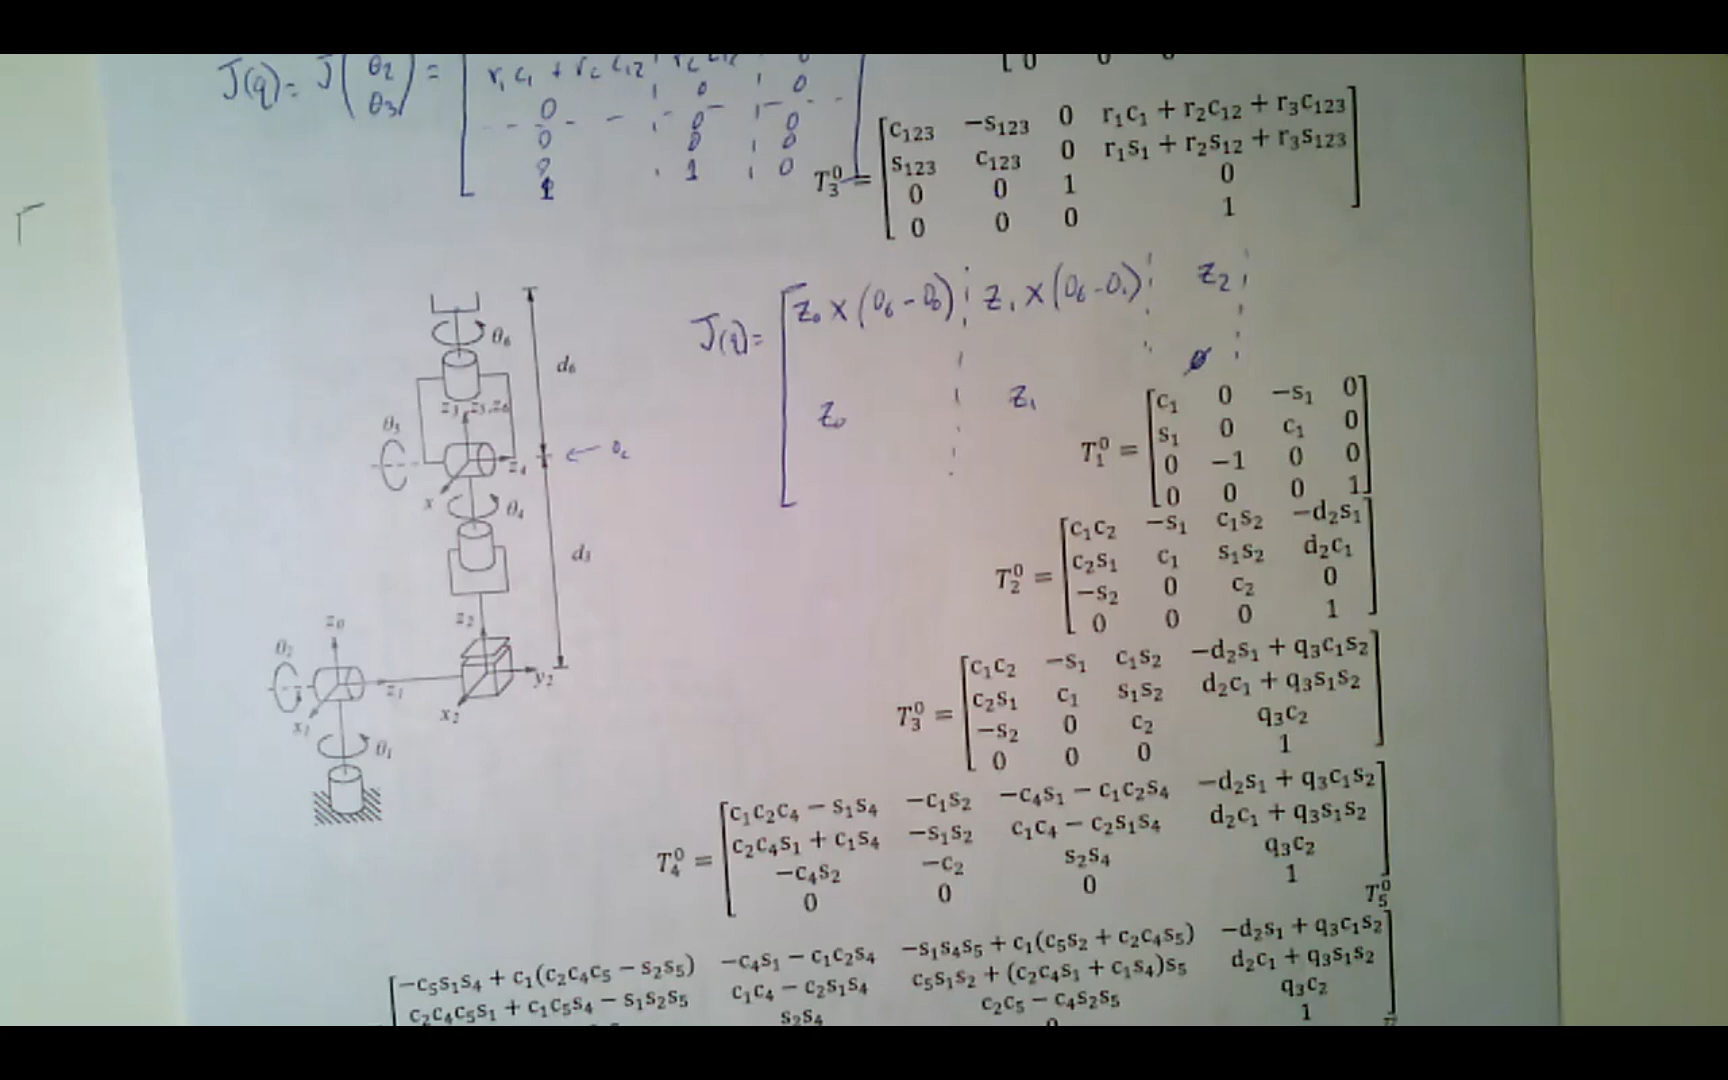 J(q) = J(θ2 θ3) = [
r1c1 + r2c12
0 0 0
0 0 0
0 0
1 1 0
0 0 0
T₃⁰ = [c₁₂₃ −s₁₂₃ 0 r₁c₁ + r₂c₁₂ + r₃c₁₂₃
s₁₂₃ c₁₂₃ 0 r₁s₁ + r₂s₁₂ + r₃s₁₂₃
0 0 1 0
0 0 0 1]
J(q) = [z₀ × (o₆ − o₀) z₁ × (o₆ − o₁) z₂
z₀ z₁ 0
θ₆
d₆
z₃, z₅, z₆
θ₅
z₄
← oc
x
θ₄
d₃
z₂
z₀
θ₂
z₁
y₂
x₂
x₁
θ₁
T₁⁰ = [c₁ 0 −s₁ 0
s₁ 0 c₁ 0
0 −1 0 0
0 0 0 1]
T₂⁰ = [c₁c₂ −s₁ c₁s₂ −d₂s₁
c₂s₁ c₁ s₁s₂ d₂c₁
−s₂ 0 c₂ 0
0 0 0 1]
T₃⁰ = [c₁c₂ −s₁ c₁s₂ −d₂s₁ + q₃c₁s₂
c₂s₁ c₁ s₁s₂ d₂c₁ + q₃s₁s₂
−s₂ 0 c₂ q₃c₂
0 0 0 1]
T₄⁰ = [c₁c₂c₄ − s₁s₄ −c₁s₂ −c₄s₁ − c₁c₂s₄ −d₂s₁ + q₃c₁s₂
c₂c₄s₁ + c₁s₄ −s₁s₂ c₁c₄ − c₂s₁s₄ d₂c₁ + q₃s₁s₂
−c₄s₂ −c₂ s₂s₄ q₃c₂
0 0 0 1]
T₅⁰
[−c₅s₁s₄ + c₁(c₂c₄c₅ − s₂s₅) −c₄s₁ − c₁c₂s₄ −s₁s₄s₅ + c₁(c₅s₂ + c₂c₄s₅) −d₂s₁ + q₃c₁s₂
c₂c₄c₅s₁ + c₁c₅s₄ − s₁s₂s₅ c₁c₄ − c₂s₁s₄ c₅s₁s₂ + (c₂c₄s₁ + c₁s₄)s₅ d₂c₁ + q₃s₁s₂
s₂s₄ c₂c₅ − c₄s₂s₅ q₃c₂
0 1